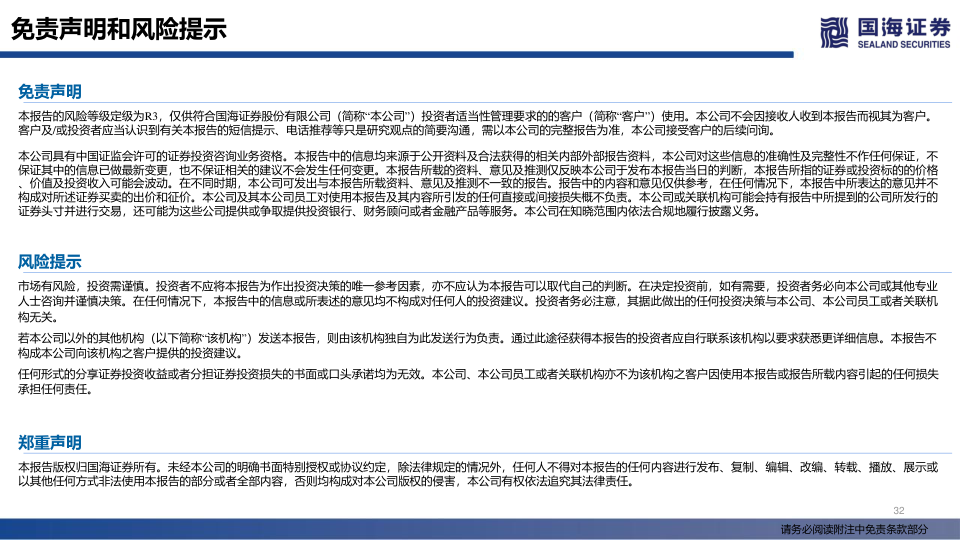 免责声明和风险提示
国海证券
SEALAND SECURITIES
免责声明
本报告的风险等级定级为R3，仅供符合国海证券股份有限公司（简称“本公司”）投资者适当性管理要求的的客户（简称“客户”）使用。本公司不会因接收人收到本报告而视其为客户。
客户及/或投资者应当认识到有关本报告的短信提示、电话推荐等只是研究观点的简要沟通，需以本公司的完整报告为准，本公司接受客户的后续问询。
本公司具有中国证监会许可的证券投资咨询业务资格。本报告中的信息均来源于公开资料及合法获得的相关内部外部报告资料，本公司对这些信息的准确性及完整性不作任何保证，不
保证其中的信息已做最新变更，也不保证相关的建议不会发生任何变更。本报告所载的资料、意见及推测仅反映本公司于发布本报告当日的判断，本报告所指的证券或投资标的的价格
、价值及投资收入可能会波动。在不同时期，本公司可发出与本报告所载资料、意见及推测不一致的报告。报告中的内容和意见仅供参考，在任何情况下，本报告中所表达的意见并不
构成对所述证券买卖的出价和征价。本公司及其本公司员工对使用本报告及其内容所引发的任何直接或间接损失概不负责。本公司或关联机构可能会持有报告中所提到的公司所发行的
证券头寸并进行交易，还可能为这些公司提供或争取提供投资银行、财务顾问或者金融产品等服务。本公司在知晓范围内依法合规地履行披露义务。
风险提示
市场有风险，投资需谨慎。投资者不应将本报告为作出投资决策的唯一参考因素，亦不应认为本报告可以取代自己的判断。在决定投资前，如有需要，投资者务必向本公司或其他专业
人士咨询并谨慎决策。在任何情况下，本报告中的信息或所表述的意见均不构成对任何人的投资建议。投资者务必注意，其据此做出的任何投资决策与本公司、本公司员工或者关联机
构无关。
若本公司以外的其他机构（以下简称“该机构”）发送本报告，则由该机构独自为此发送行为负责。通过此途径获得本报告的投资者应自行联系该机构以要求获悉更详细信息。本报告不
构成本公司向该机构之客户提供的投资建议。
任何形式的分享证券投资收益或者分担证券投资损失的书面或口头承诺均为无效。本公司、本公司员工或者关联机构亦不为该机构之客户因使用本报告或报告所载内容引起的任何损失
承担任何责任。
郑重声明
本报告版权归国海证券所有。未经本公司的明确书面特别授权或协议约定，除法律规定的情况外，任何人不得对本报告的任何内容进行发布、复制、编辑、改编、转载、播放、展示或
以其他任何方式非法使用本报告的部分或者全部内容，否则均构成对本公司版权的侵害，本公司有权依法追究其法律责任。
32
请务必阅读附注中免责条款部分